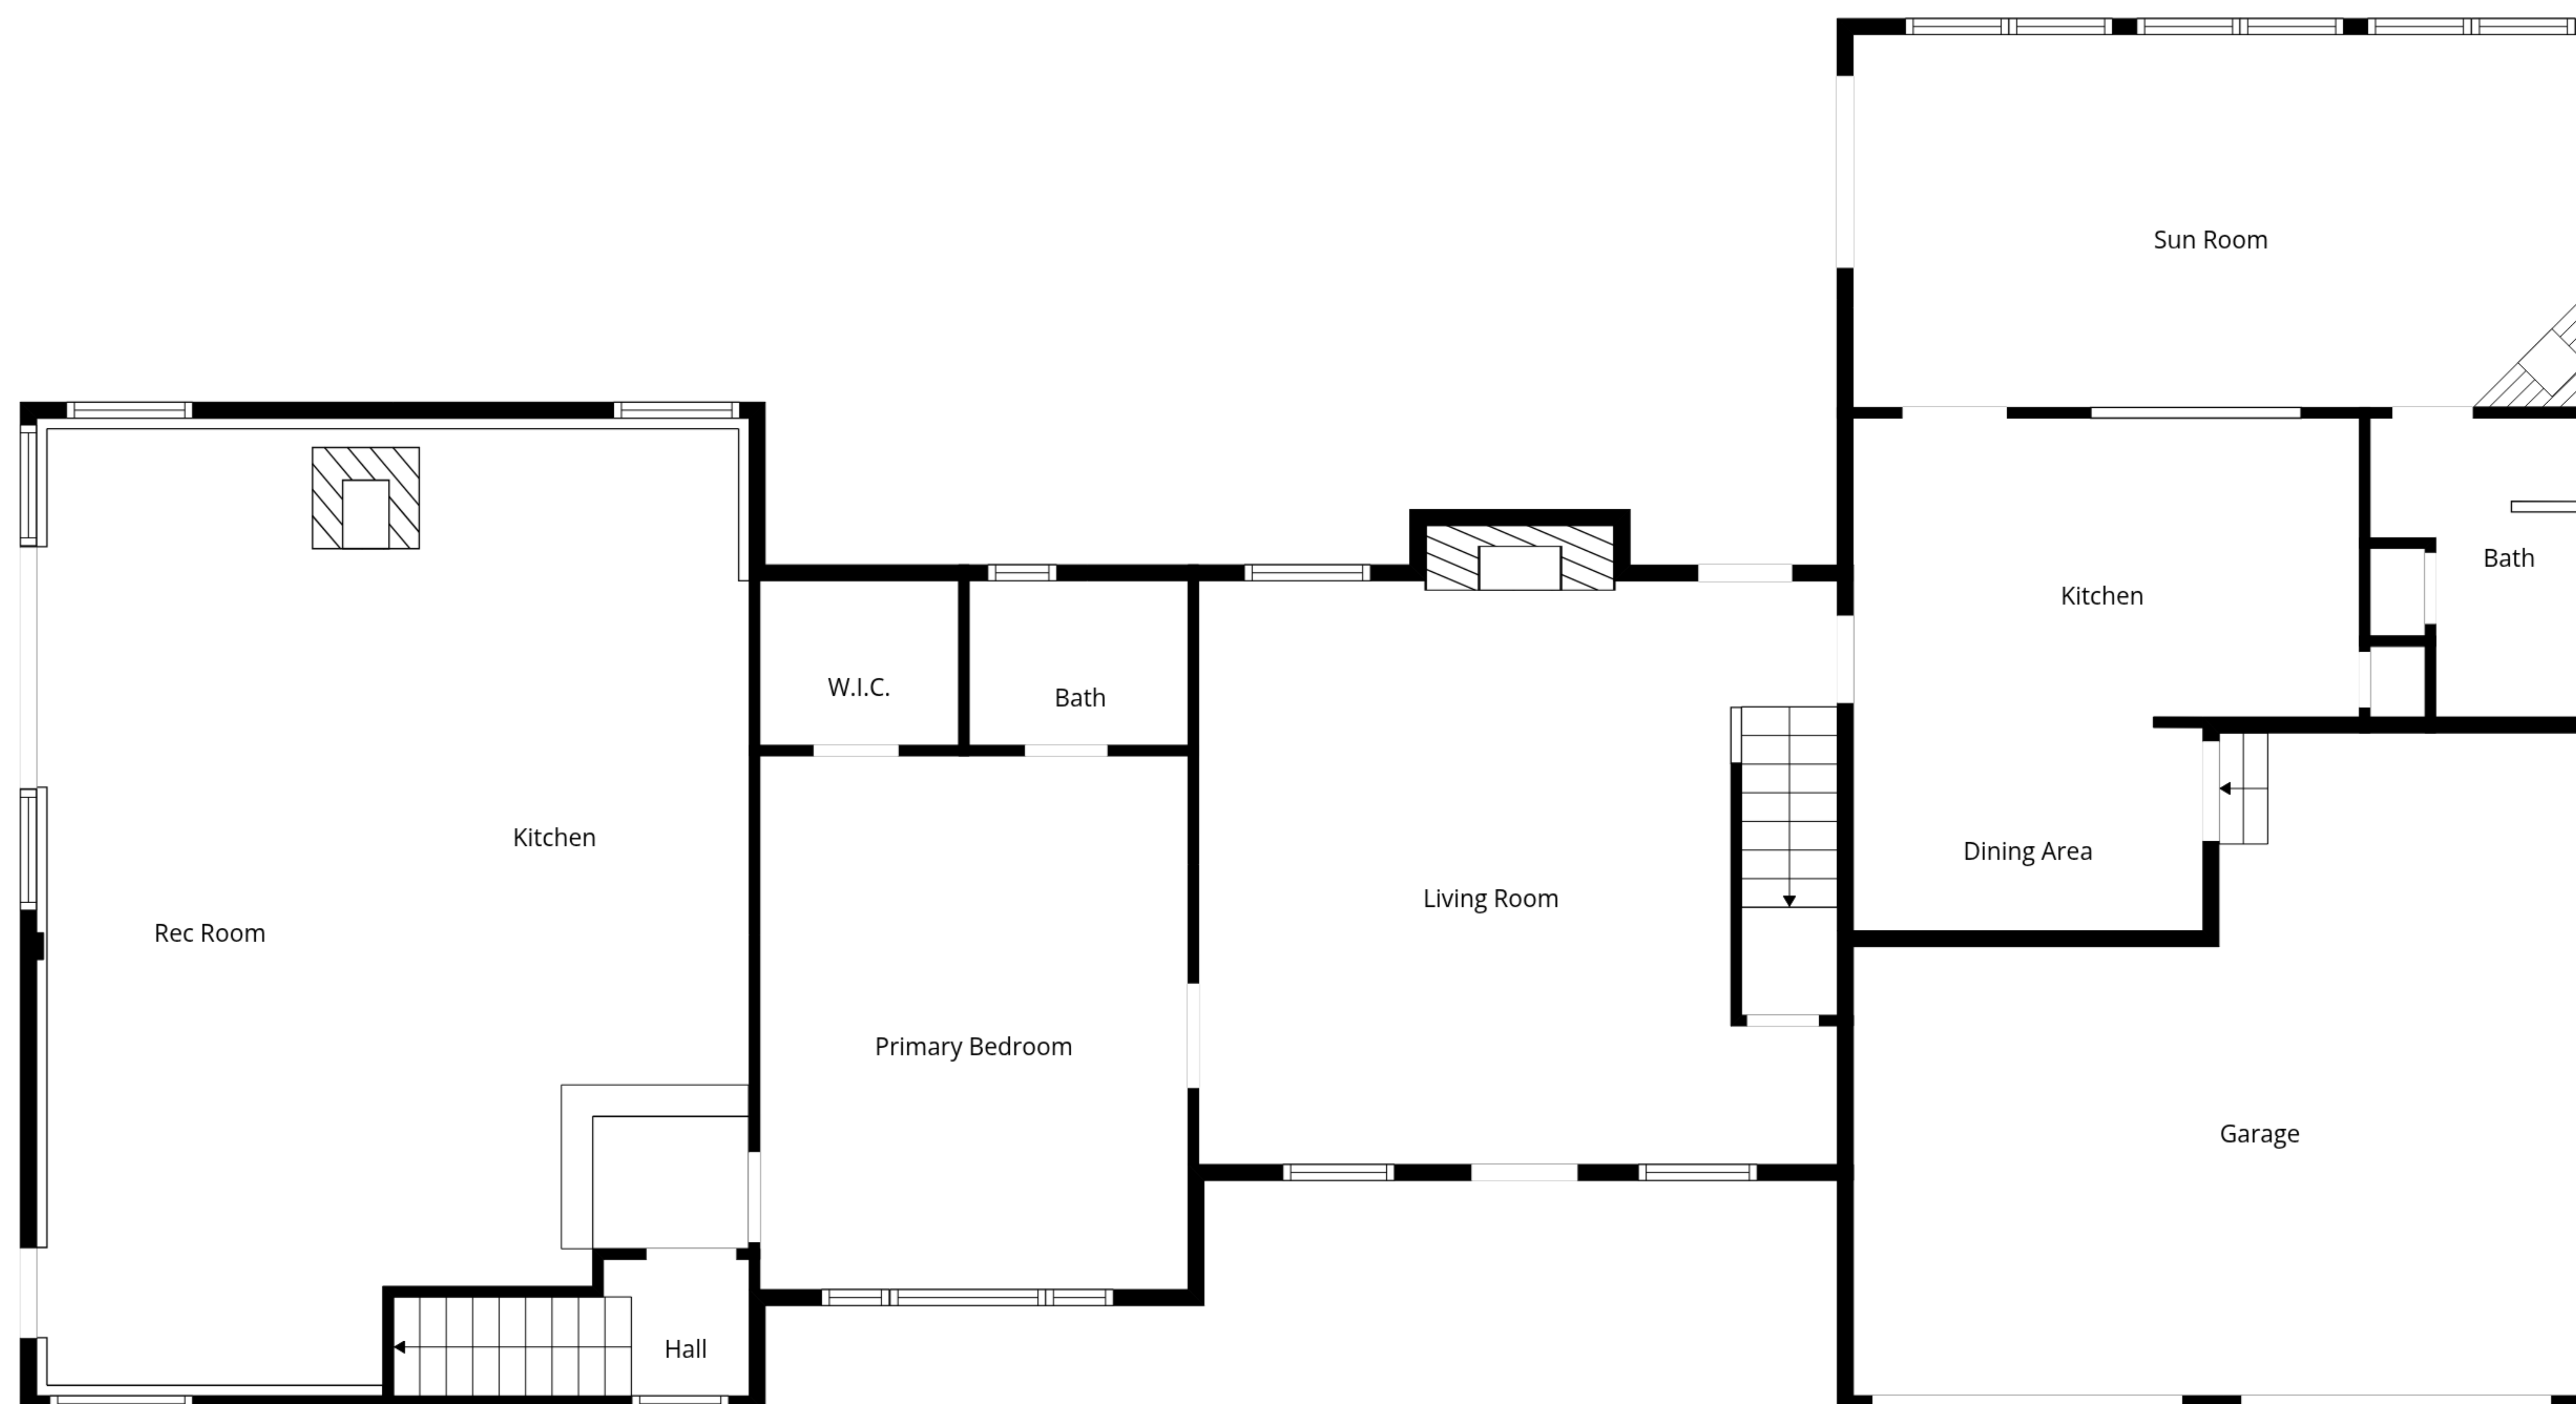 Sun Room
Bath
Kitchen
W.I.C.
Bath
Kitchen
Dining Area
Living Room
Rec Room
Primary Bedroom
Garage
Hall